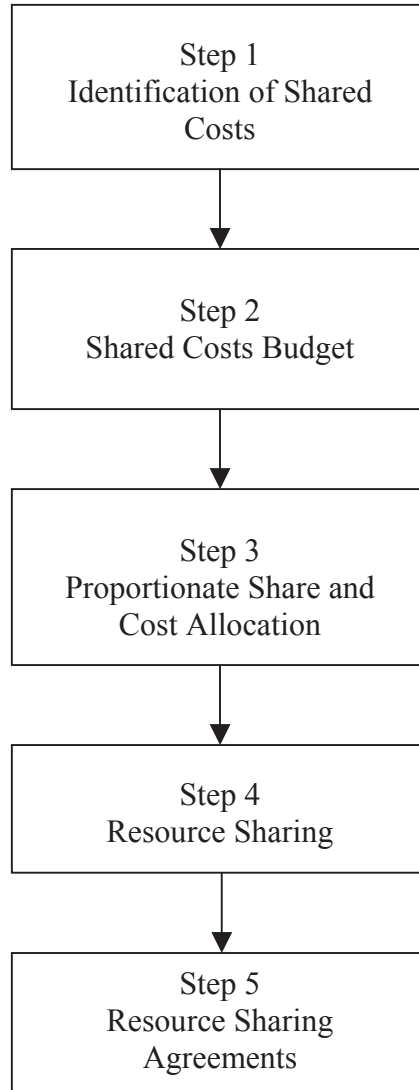 Step 1
Identification of Shared
Costs
Step 2
Shared Costs Budget
Step 3
Proportionate Share and
Cost Allocation
Step 4
Resource Sharing
Step 5
Resource Sharing
Agreements